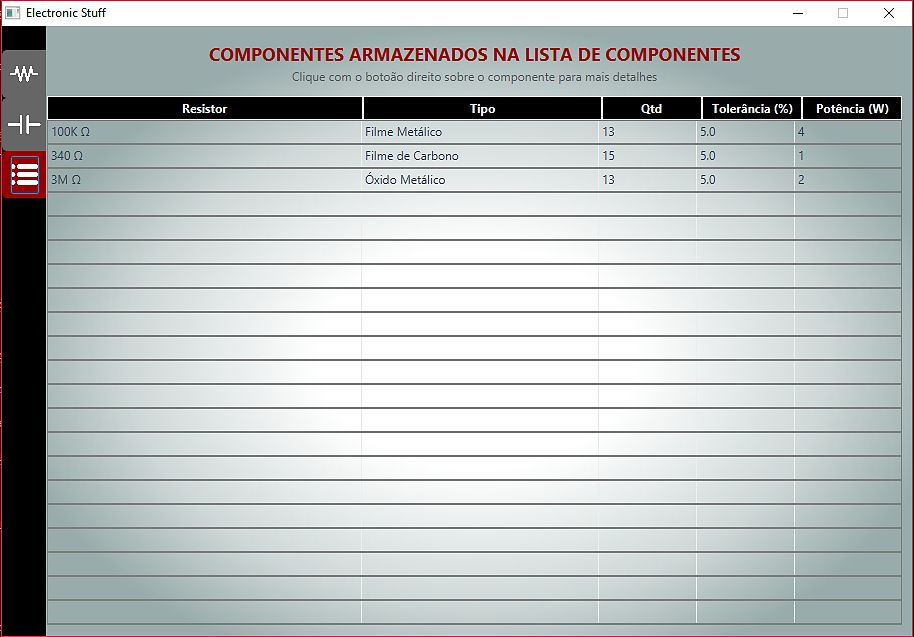 Electronic Stuff
COMPONENTES ARMAZENADOS NA LISTA DE COMPONENTES
Clique com o botoão direito sobre o componente para mais detalhes
Resistor Tipo Qtd Tolerância (%) Potência (W)
100K Ω Filme Metálico 13 5.0 4
340 Ω Filme de Carbono 15 5.0 1
3M Ω Óxido Metálico 13 5.0 2